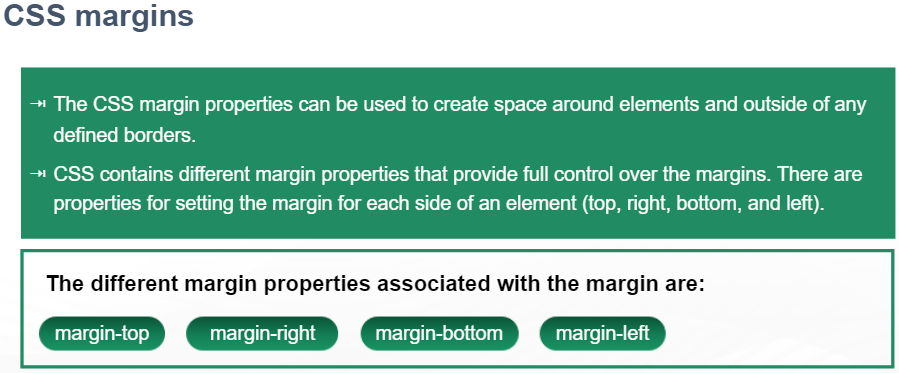 CSS margins
⇥ The CSS margin properties can be used to create space around elements and outside of any
defined borders.
⇥ CSS contains different margin properties that provide full control over the margins. There are
properties for setting the margin for each side of an element (top, right, bottom, and left).
The different margin properties associated with the margin are:
margin-top margin-right margin-bottom margin-left